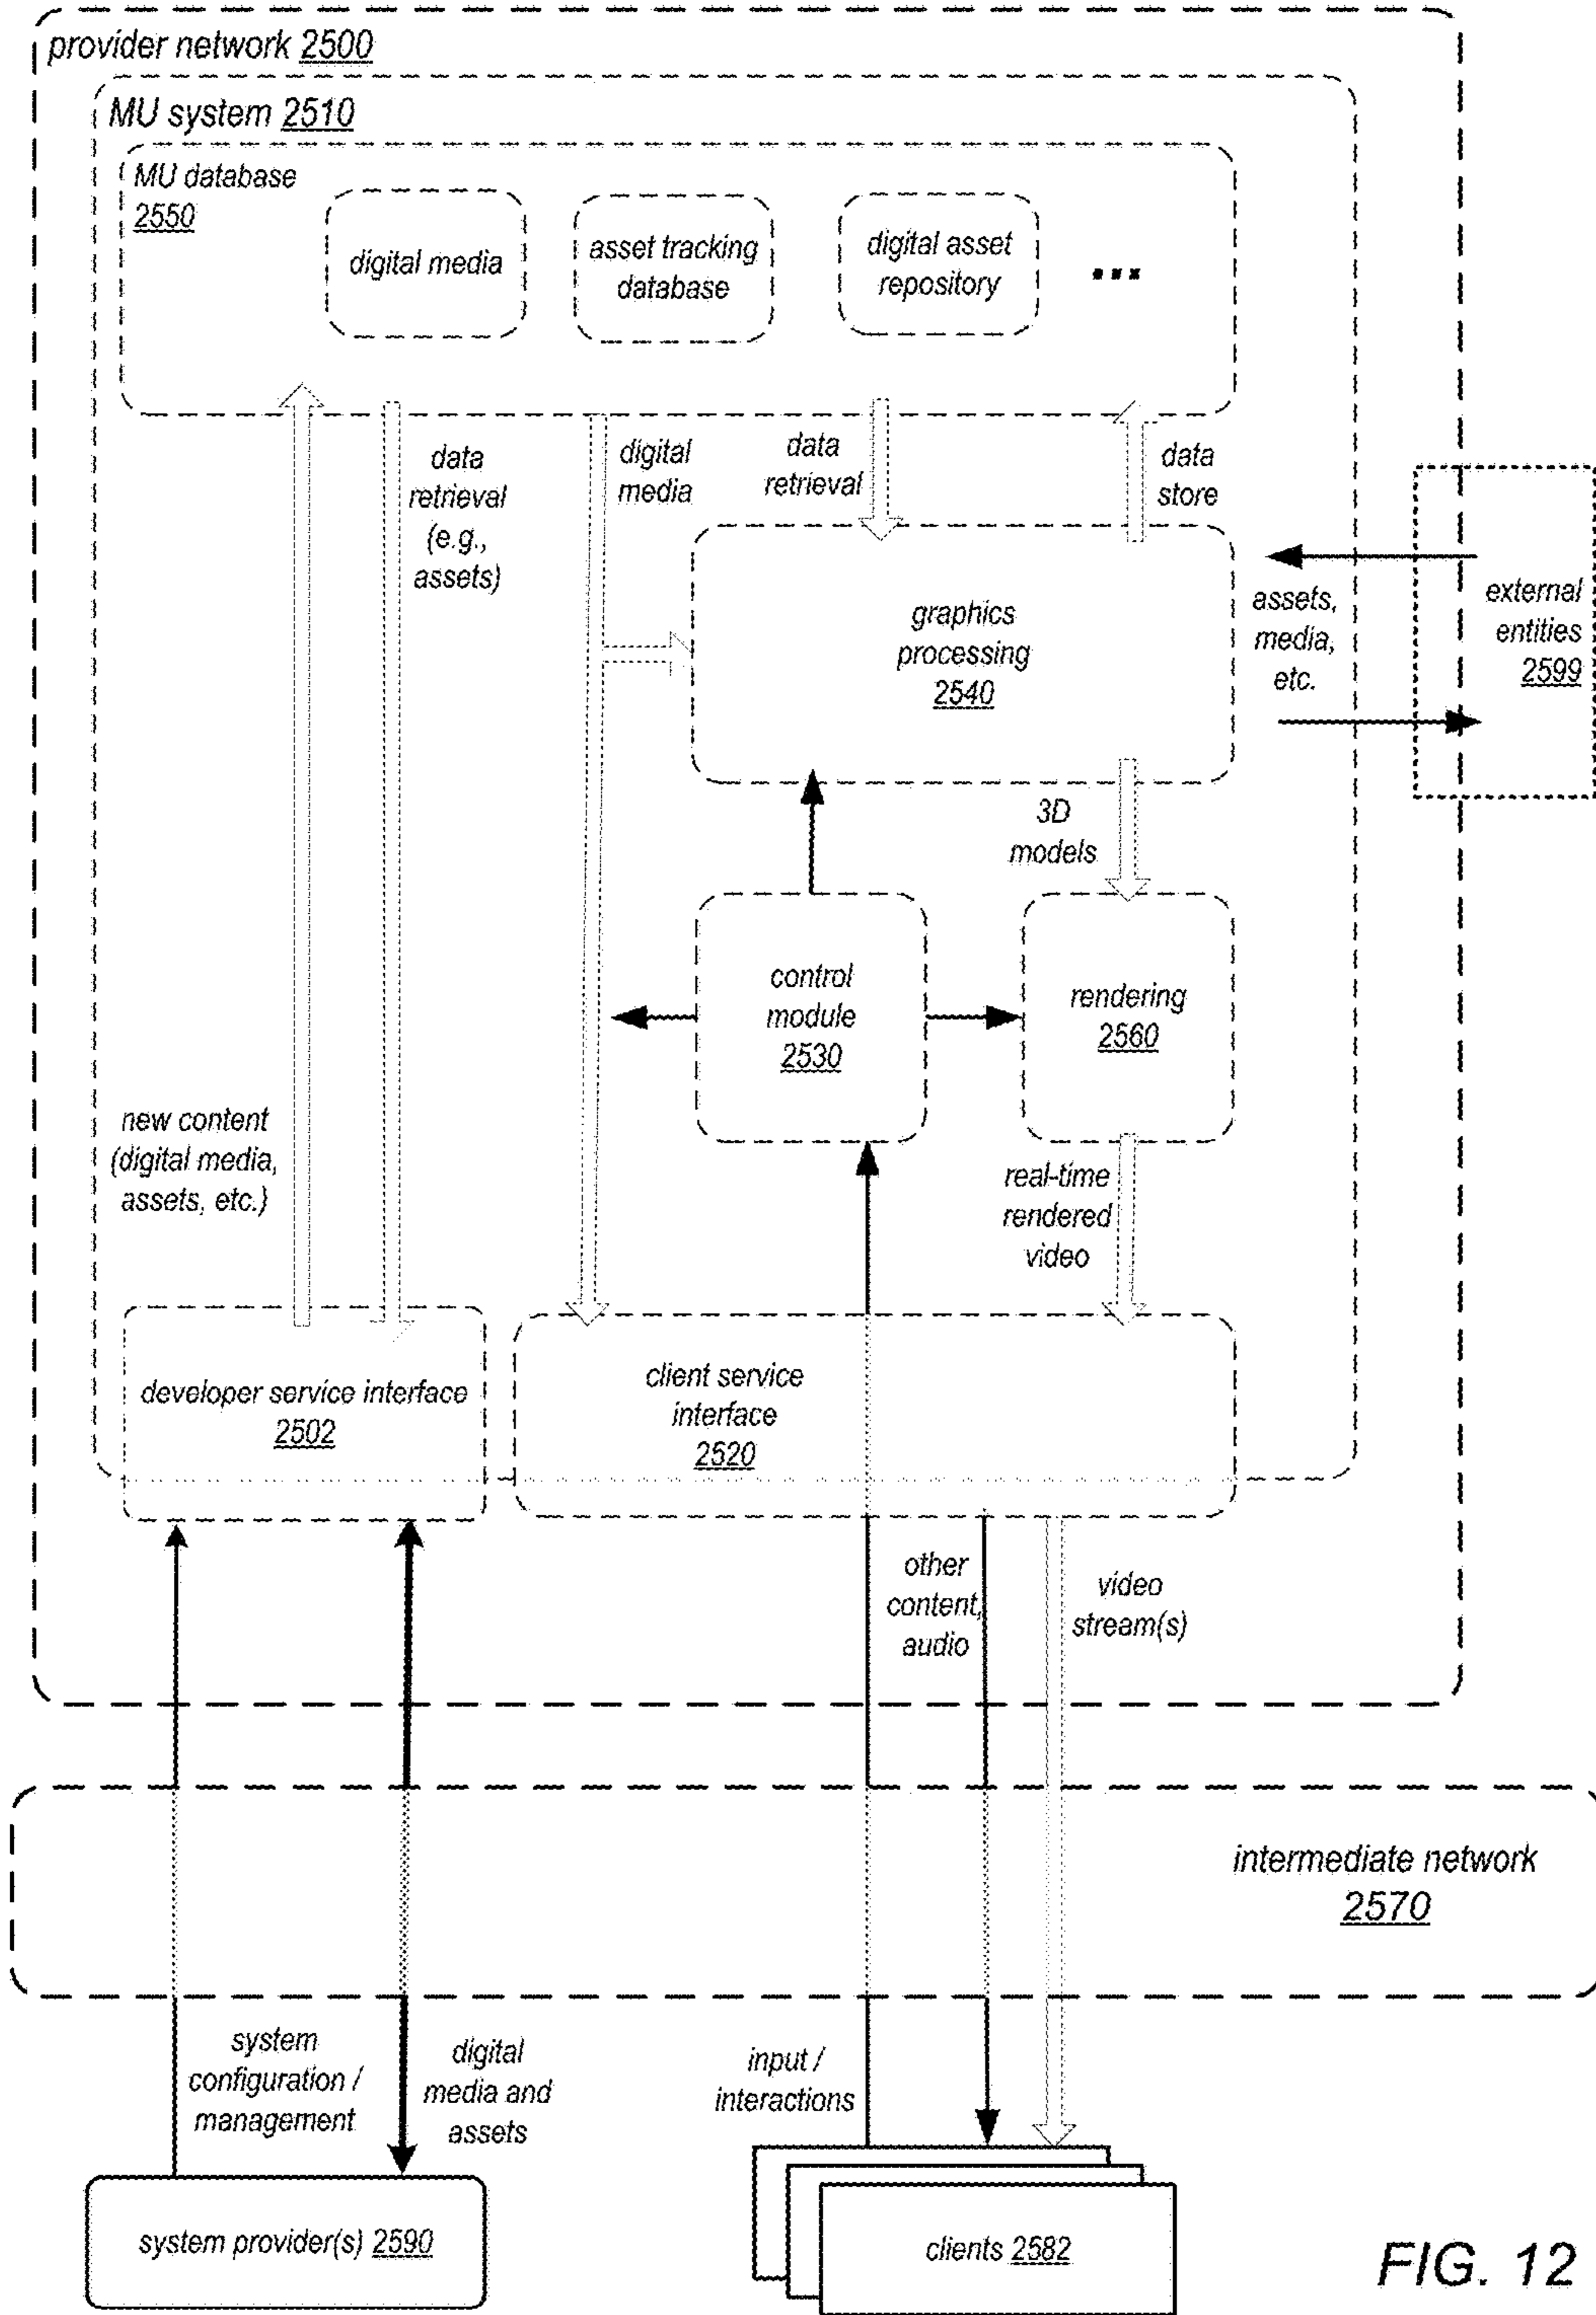 provider network 2500
MU system 2510
MU database
2550
digital media
asset tracking
database
digital asset
repository
...
data
retrieval
(e.g.,
assets)
digital
media
data
retrieval
data
store
graphics
processing
2540
assets,
media,
etc.
external
entities
2599
3D
models
control
module
2530
rendering
2560
new content
(digital media,
assets, etc.)
real-time
rendered
video
developer service interface
2502
client service
interface
2520
other
content,
audio
video
stream(s)
intermediate network
2570
system
configuration /
management
digital
media and
assets
input /
interactions
system provider(s) 2590
clients 2582
FIG. 12